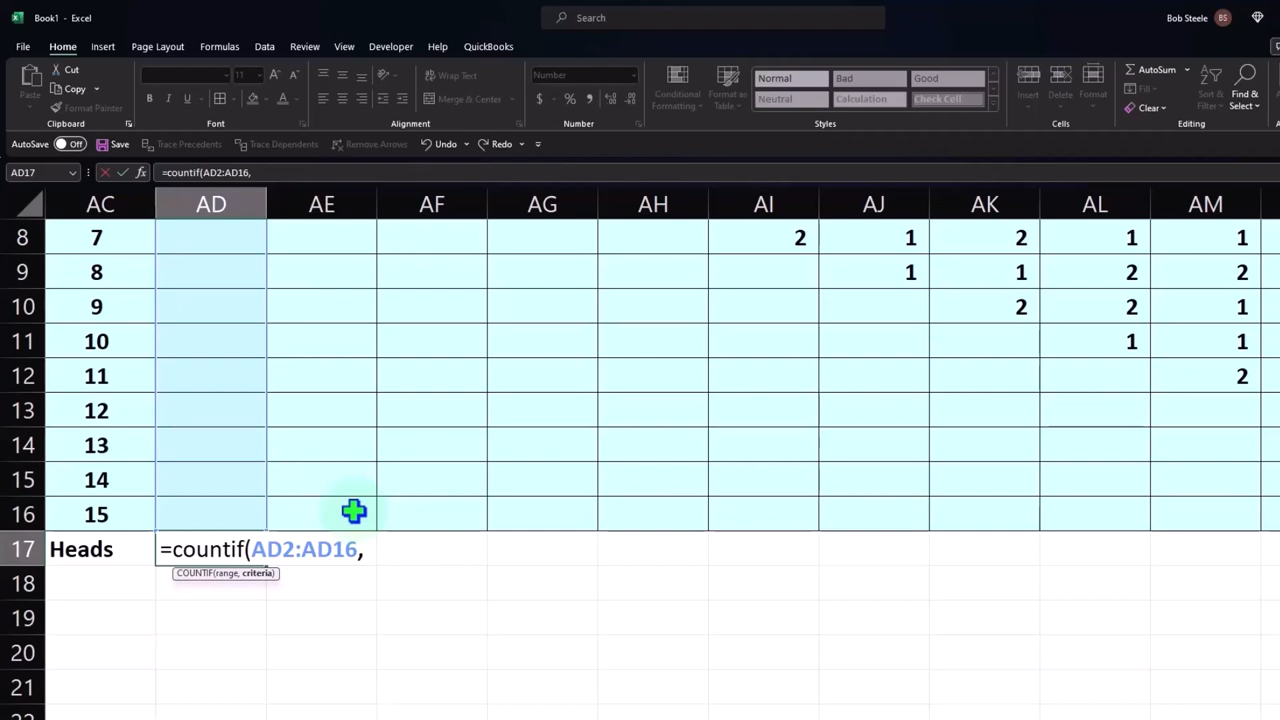 Book1 - Excel
Search
Bob Steele BS
File Home Insert Page Layout Formulas Data Review View Developer Help QuickBooks
Paste
Cut
Copy
Format Painter
Clipboard
11
A A
B I U A
Font
Wrap Text
Merge & Center
Alignment
Number
$ % 9
Number
Conditional Formatting
Format as Table
Normal Bad Good
Neutral Calculation Check Cell
Styles
Insert Delete Format
Cells
AutoSum
Fill
Clear
Sort & Filter
Find & Select
Editing
AutoSave Off Save Trace Precedents Trace Dependents Remove Arrows Undo Redo
AD17 fx =countif(AD2:AD16,
AC AD AE AF AG AH AI AJ AK AL AM
8 7 2 1 2 1 1
9 8 1 1 2 2
10 9 2 2 1
11 10 1 1
12 11 2
13 12
14 13
15 14
16 15
17 Heads =countif(AD2:AD16,
COUNTIF(range, criteria)
18
19
20
21